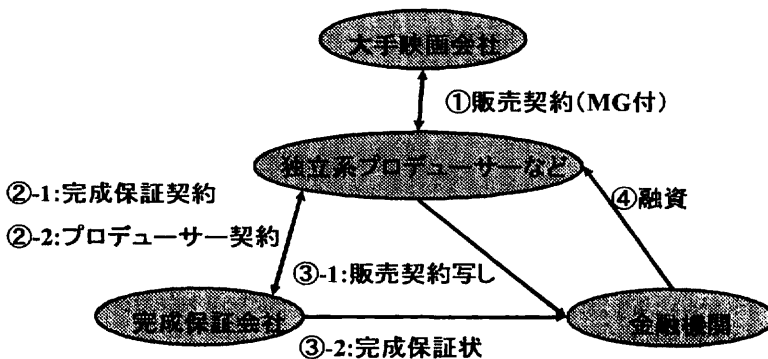 大手映画会社
①販売契約(MG付)
独立系プロデューサーなど
②-1:完成保証契約
④融資
②-2:プロデューサー契約
③-1:販売契約写し
完成保証会社
金融機関
③-2:完成保証状